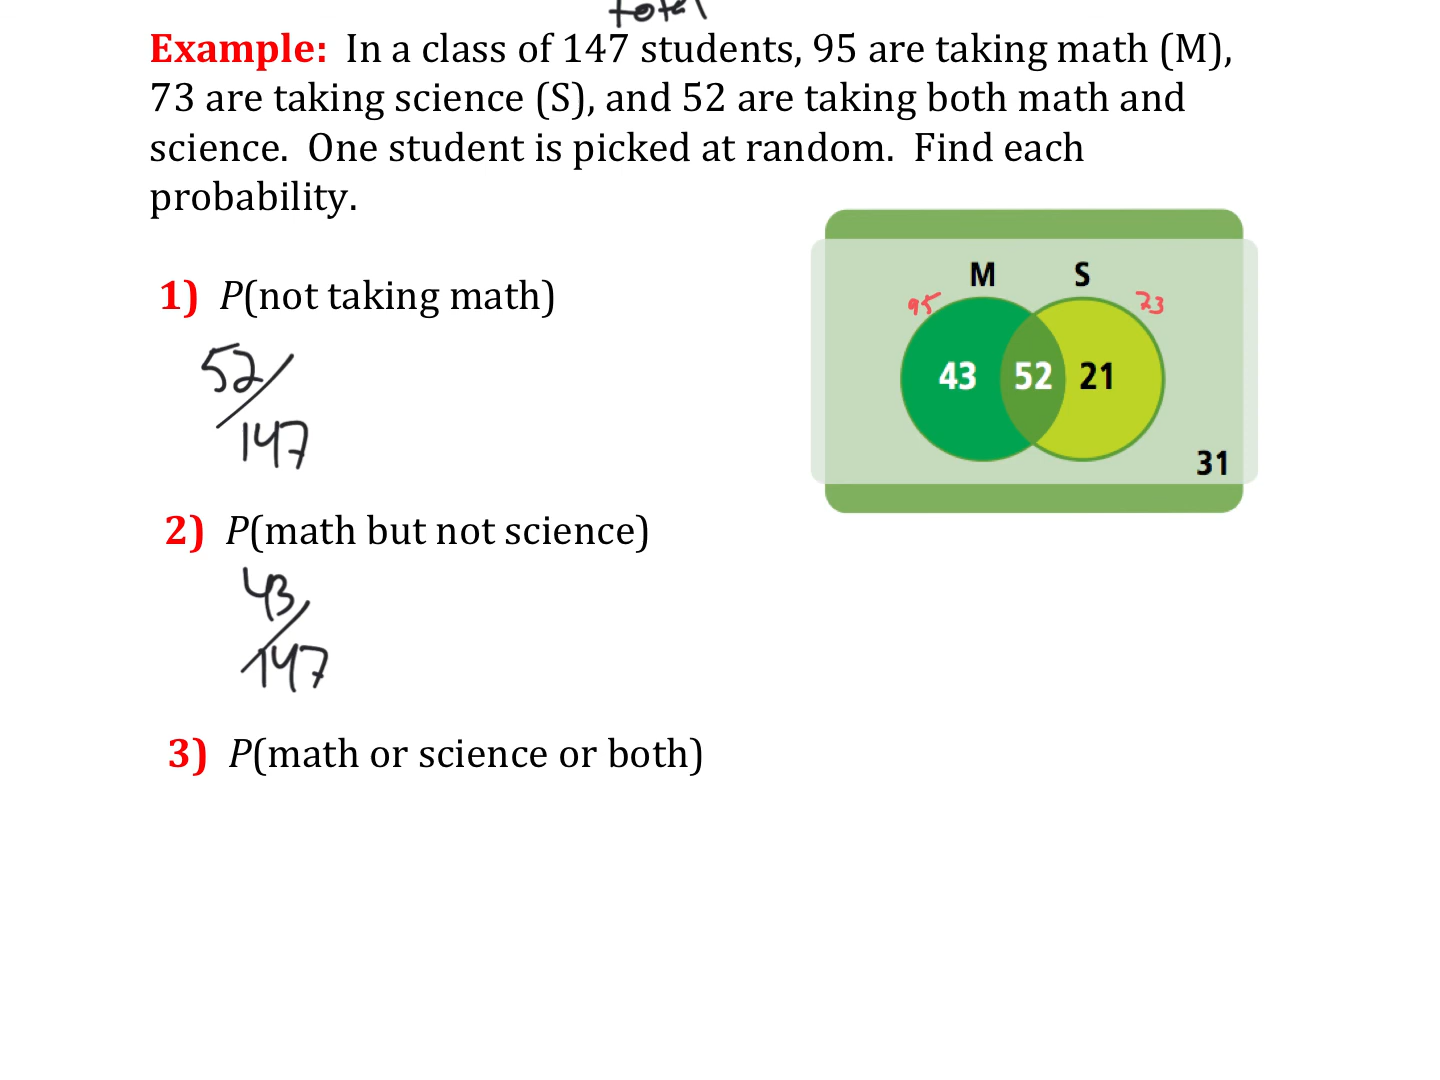 total
Example: In a class of 147 students, 95 are taking math (M),
73 are taking science (S), and 52 are taking both math and
science. One student is picked at random. Find each
probability.
1) P(not taking math)
52/147
M S
95 73
43 52 21
31
2) P(math but not science)
43/147
3) P(math or science or both)